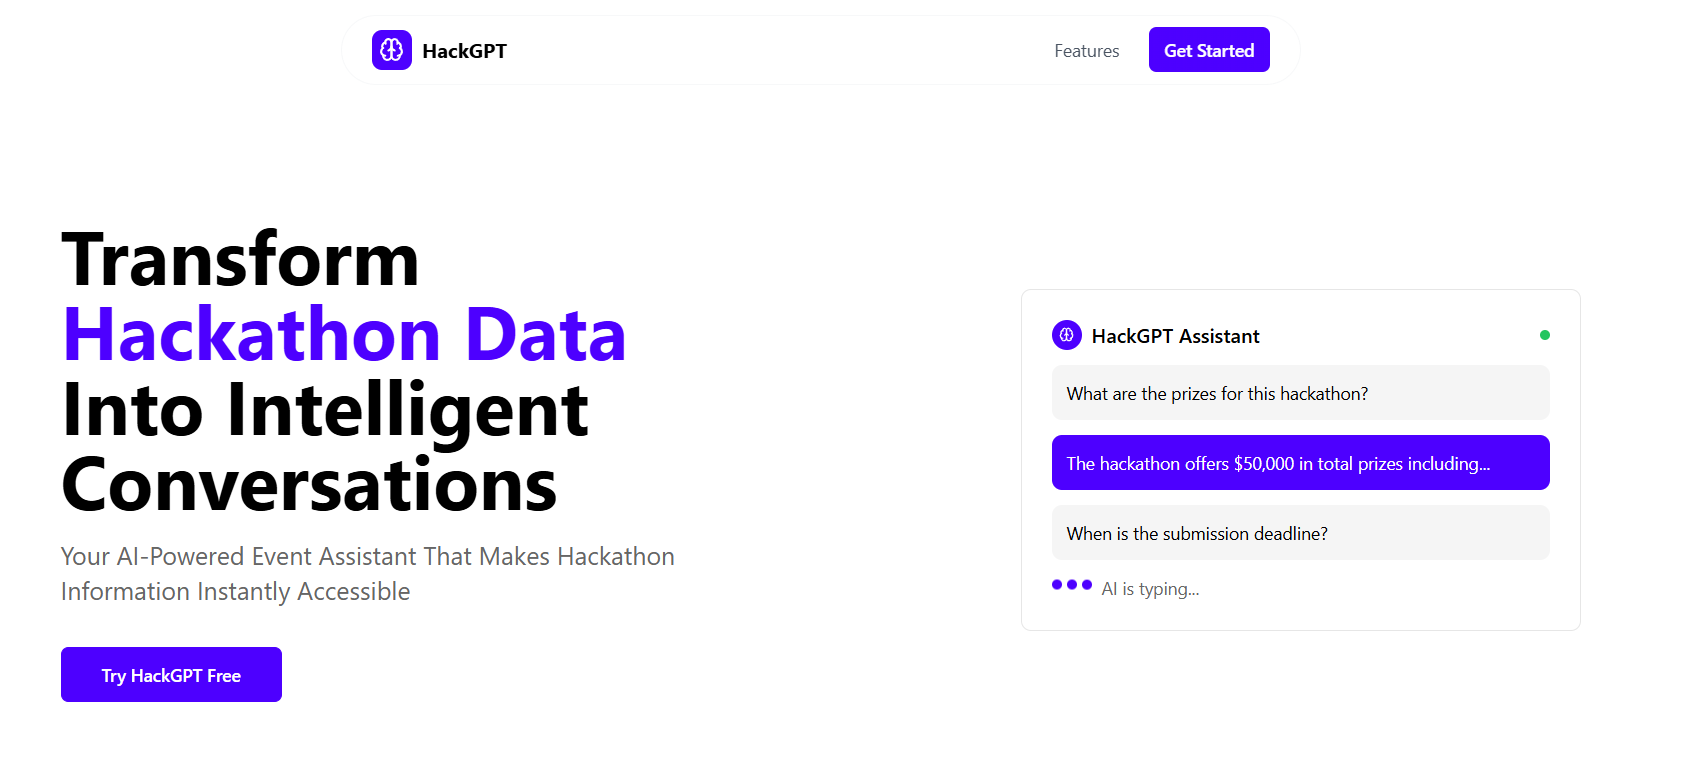 HackGPT
Features
Get Started
Transform
Hackathon Data
Into Intelligent
Conversations
Your AI-Powered Event Assistant That Makes Hackathon
Information Instantly Accessible
Try HackGPT Free
HackGPT Assistant
What are the prizes for this hackathon?
The hackathon offers $50,000 in total prizes including...
When is the submission deadline?
AI is typing...